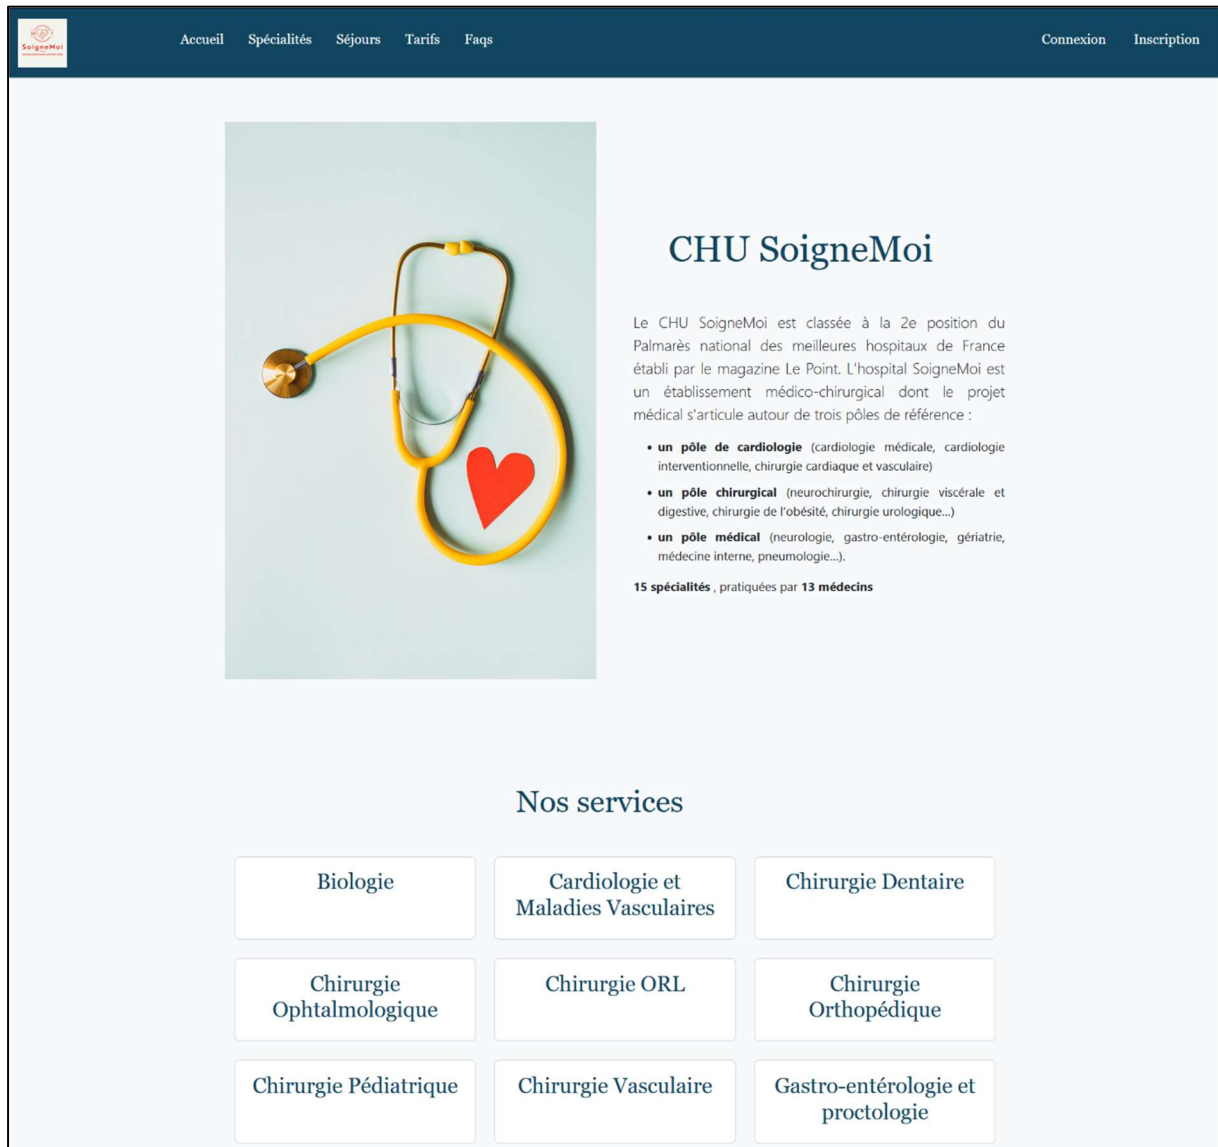 SoigneMoi
Accueil Spécialités Séjours Tarifs Faqs Connexion Inscription
CHU SoigneMoi
Le CHU SoigneMoi est classée à la 2e position du
Palmarès national des meilleures hospitaux de France
établi par le magazine Le Point. L'hospital SoigneMoi est
un établissement médico-chirurgical dont le projet
médical s'articule autour de trois pôles de référence :
• un pôle de cardiologie (cardiologie médicale, cardiologie
interventionnelle, chirurgie cardiaque et vasculaire)
• un pôle chirurgical (neurochirurgie, chirurgie viscérale et
digestive, chirurgie de l'obésité, chirurgie urologique...)
• un pôle médical (neurologie, gastro-entérologie, gériatrie,
médecine interne, pneumologie...).
15 spécialités , pratiquées par 13 médecins
Nos services
Biologie
Cardiologie et
Maladies Vasculaires
Chirurgie Dentaire
Chirurgie
Ophtalmologique
Chirurgie ORL
Chirurgie
Orthopédique
Chirurgie Pédiatrique
Chirurgie Vasculaire
Gastro-entérologie et
proctologie